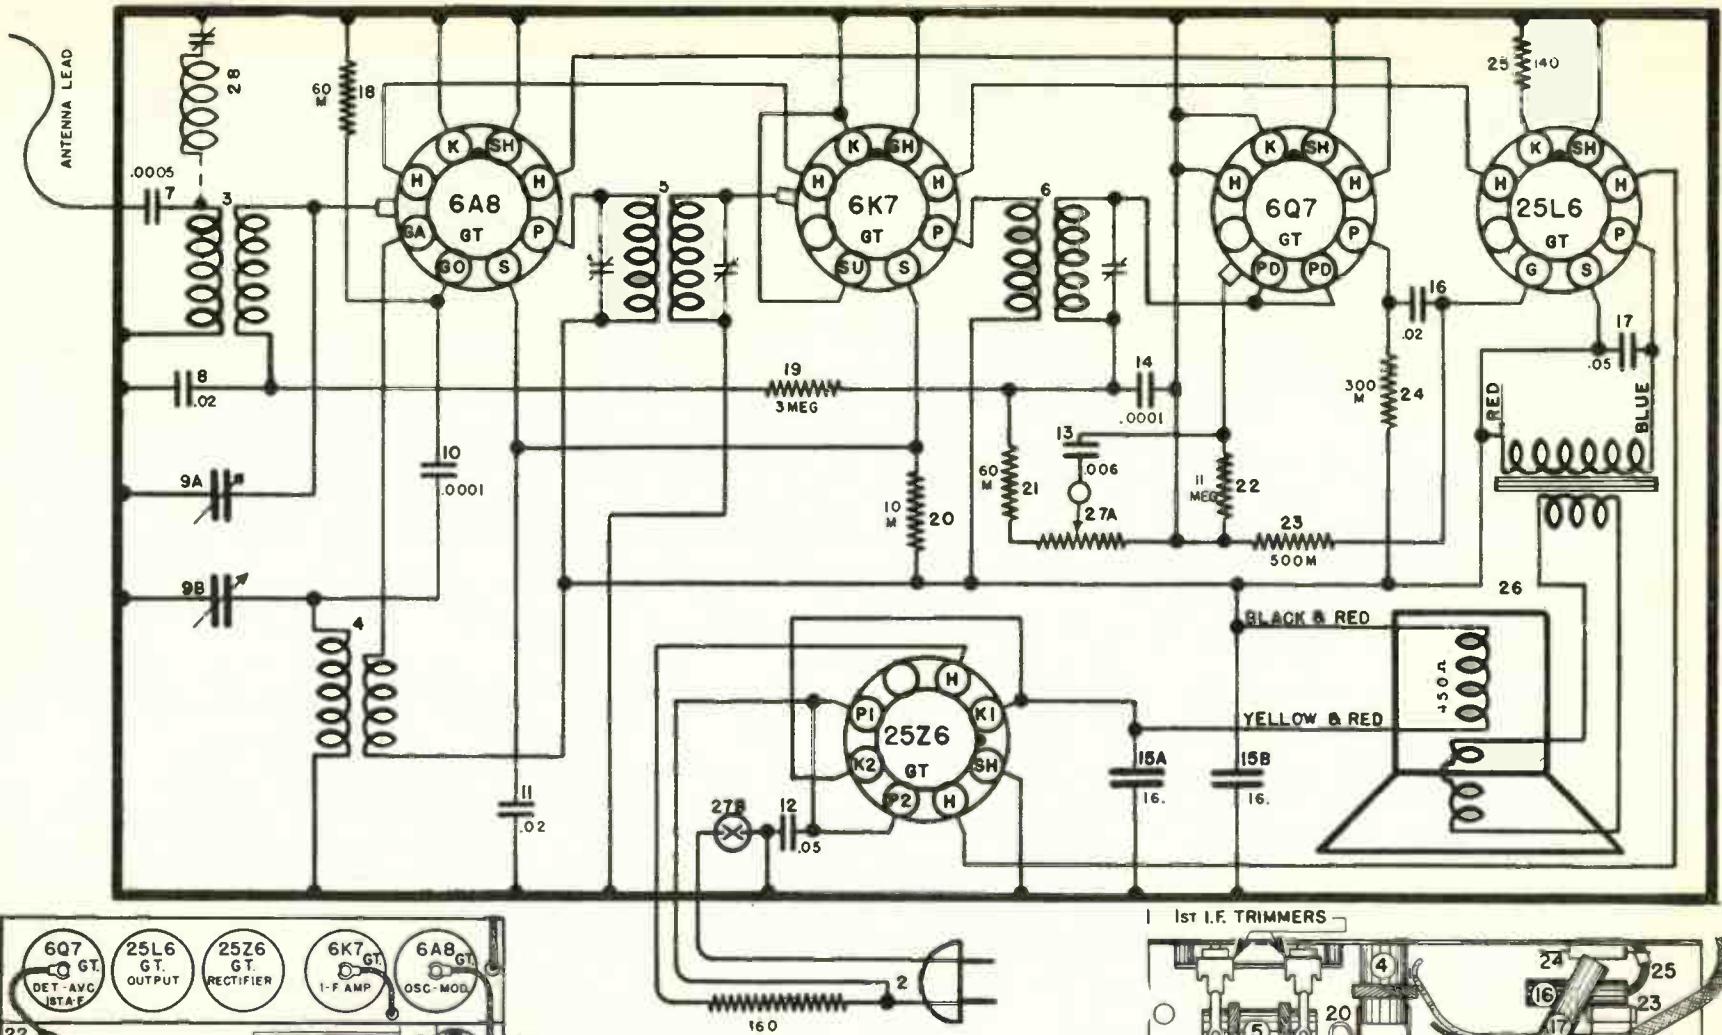 ANTENNA LEAD
28
60
M
18
25
140
.0005
7
3
K
SH
H
H
6A8
GT
GA
P
GO
S
5
K
SH
H
H
6K7
GT
P
SU
S
6
K
SH
H
H
6Q7
GT
P
PD
PD
K
SH
H
H
25L6
GT
P
G
S
16
.02
17
.05
8
.02
19
3 MEG
14
.0001
300
M
24
RED
BLUE
9A
10
.0001
13
.006
60
M
21
10
M
20
11
MEG
22
27A
23
500M
9B
4
26
BLACK & RED
450Ω
YELLOW & RED
H
P1
K1
25Z6
GT
K2
SH
P2
H
15A
16.
15B
16.
11
.02
27B
12
.05
2
160
6Q7
GT.
DET-AVC
1ST A-F
25L6
GT.
OUTPUT
25Z6
GT.
RECTIFIER
6K7
GT.
I-F AMP
6A8
GT.
OSC-MOD.
22
1ST I.F. TRIMMERS
4
24
25
16
23
5
20
17